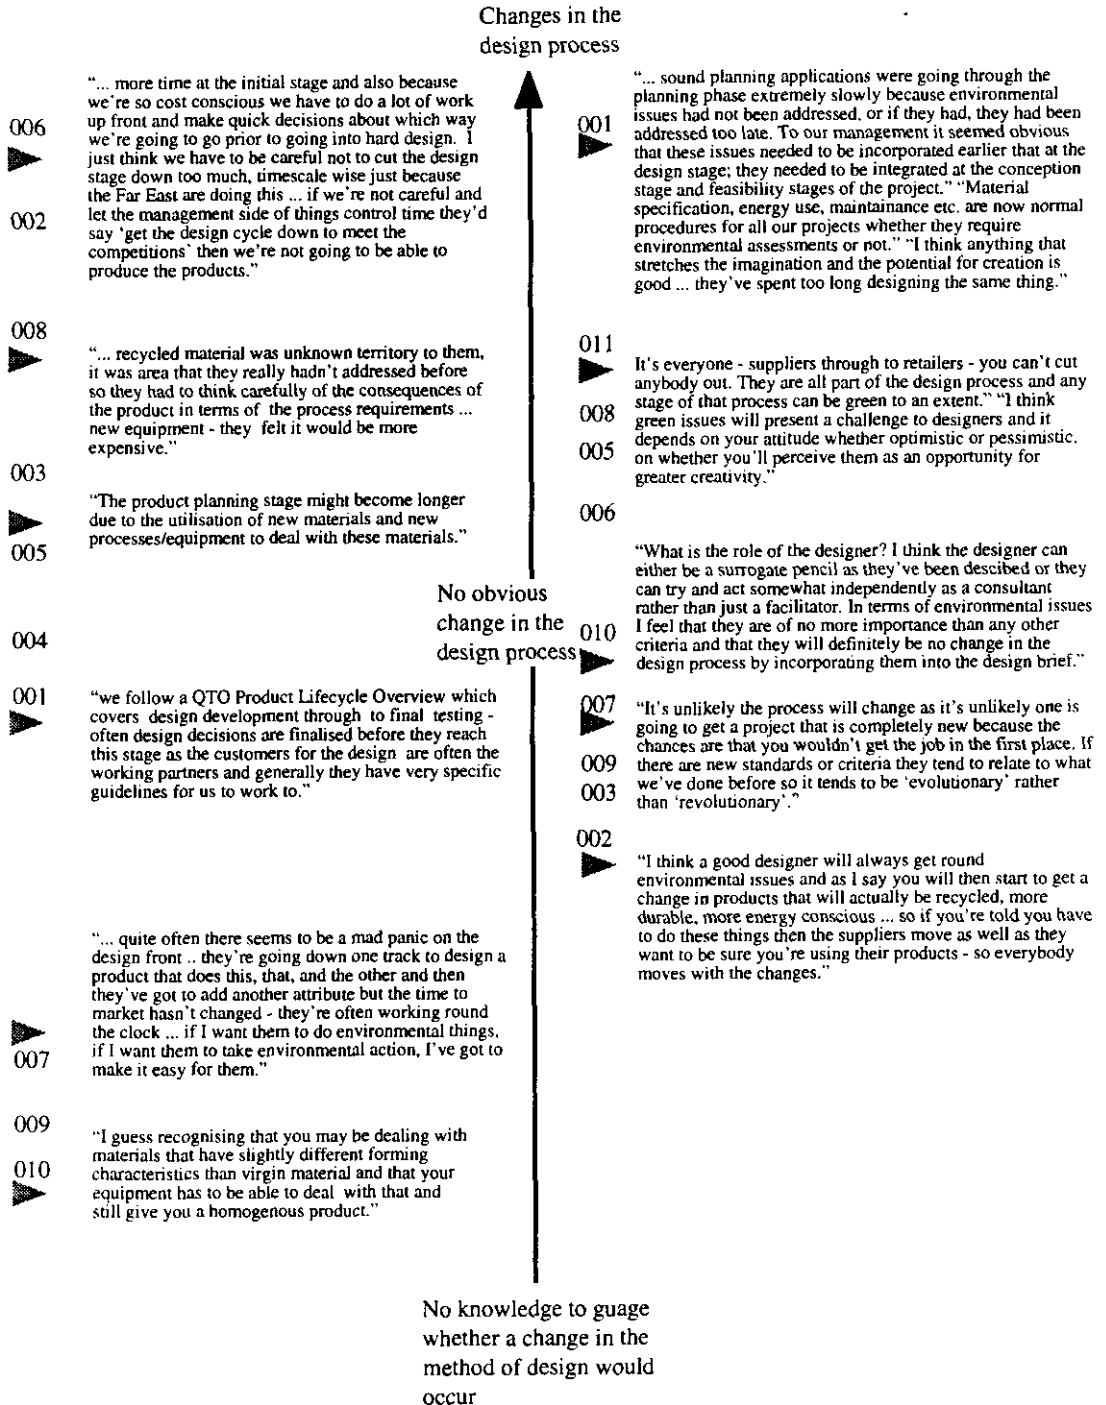 Changes in the
design process
006
002
"... more time at the initial stage and also because
we're so cost conscious we have to do a lot of work
up front and make quick decisions about which way
we're going to go prior to going into hard design. I
just think we have to be careful not to cut the design
stage down too much, timescale wise just because
the Far East are doing this ... if we're not careful and
let the management side of things control time they'd
say 'get the design cycle down to meet the
competitions' then we're not going to be able to
produce the products."
008
"... recycled material was unknown territory to them,
it was area that they really hadn't addressed before
so they had to think carefully of the consequences of
the product in terms of the process requirements ...
new equipment - they felt it would be more
expensive."
003
"The product planning stage might become longer
due to the utilisation of new materials and new
processes/equipment to deal with these materials."
005
004
001
"we follow a QTO Product Lifecycle Overview which
covers design development through to final testing -
often design decisions are finalised before they reach
this stage as the customers for the design are often the
working partners and generally they have very specific
guidelines for us to work to."
"... quite often there seems to be a mad panic on the
design front .. they're going down one track to design a
product that does this, that, and the other and then
they've got to add another attribute but the time to
market hasn't changed - they're often working round
the clock ... if I want them to do environmental things,
if I want them to take environmental action, I've got to
make it easy for them."
007
009
010
"I guess recognising that you may be dealing with
materials that have slightly different forming
characteristics than virgin material and that your
equipment has to be able to deal with that and
still give you a homogenous product."
No obvious
change in the
design process
001
"... sound planning applications were going through the
planning phase extremely slowly because environmental
issues had not been addressed, or if they had, they had been
addressed too late. To our management it seemed obvious
that these issues needed to be incorporated earlier that at the
design stage; they needed to be integrated at the conception
stage and feasibility stages of the project." "Material
specification, energy use, maintainance etc. are now normal
procedures for all our projects whether they require
environmental assessments or not." "I think anything that
stretches the imagination and the potential for creation is
good ... they've spent too long designing the same thing."
011
008
005
006
It's everyone - suppliers through to retailers - you can't cut
anybody out. They are all part of the design process and any
stage of that process can be green to an extent." "I think
green issues will present a challenge to designers and it
depends on your attitude whether optimistic or pessimistic,
on whether you'll perceive them as an opportunity for
greater creativity."
010
"What is the role of the designer? I think the designer can
either be a surrogate pencil as they've been descibed or they
can try and act somewhat independently as a consultant
rather than just a facilitator. In terms of environmental issues
I feel that they are of no more importance than any other
criteria and that they will definitely be no change in the
design process by incorporating them into the design brief."
007
009
003
"It's unlikely the process will change as it's unlikely one is
going to get a project that is completely new because the
chances are that you wouldn't get the job in the first place. If
there are new standards or criteria they tend to relate to what
we've done before so it tends to be 'evolutionary' rather
than 'revolutionary'."
002
"I think a good designer will always get round
environmental issues and as I say you will then start to get a
change in products that will actually be recycled, more
durable, more energy conscious ... so if you're told you have
to do these things then the suppliers move as well as they
want to be sure you're using their products - so everybody
moves with the changes."
No knowledge to guage
whether a change in the
method of design would
occur